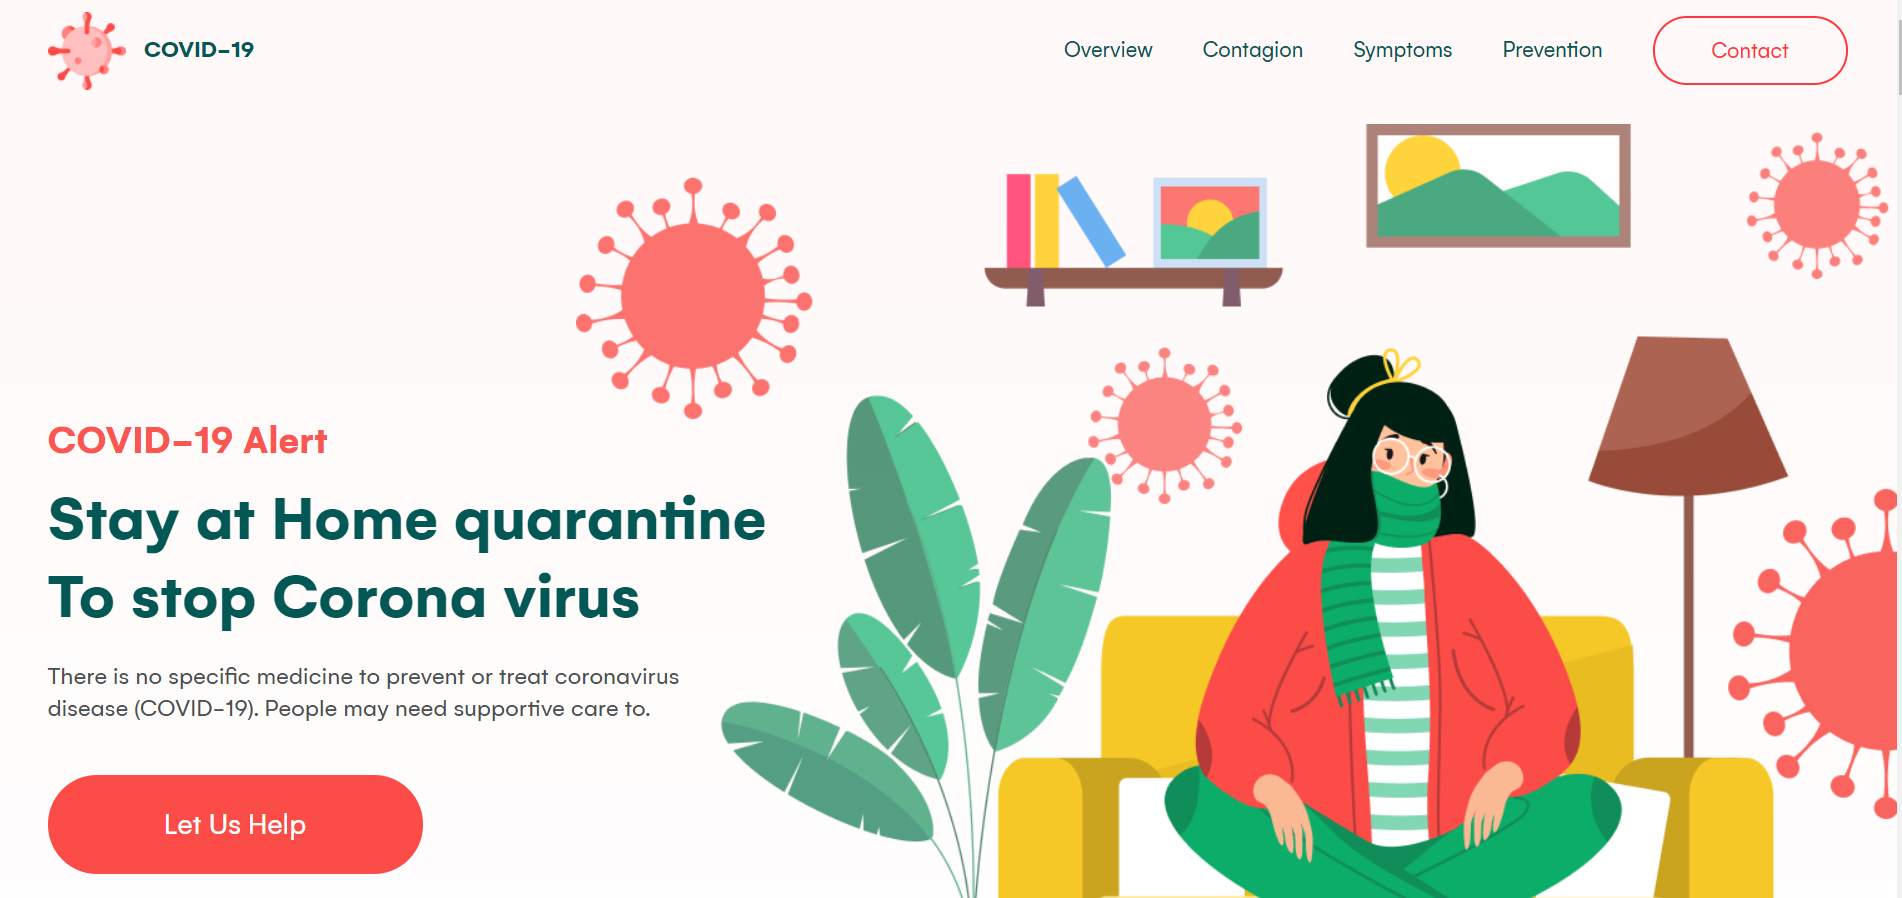 COVID-19
Overview
Contagion
Symptoms
Prevention
Contact
COVID-19 Alert
Stay at Home quarantine
To stop Corona virus
There is no specific medicine to prevent or treat coronavirus
disease (COVID-19). People may need supportive care to.
Let Us Help